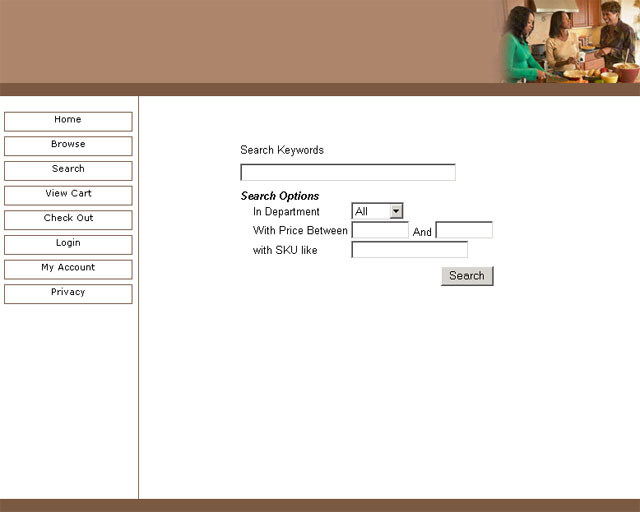 Home
Browse
Search
View Cart
Check Out
Login
My Account
Privacy
Search Keywords
Search Options
In Department All
With Price Between And
with SKU like
Search